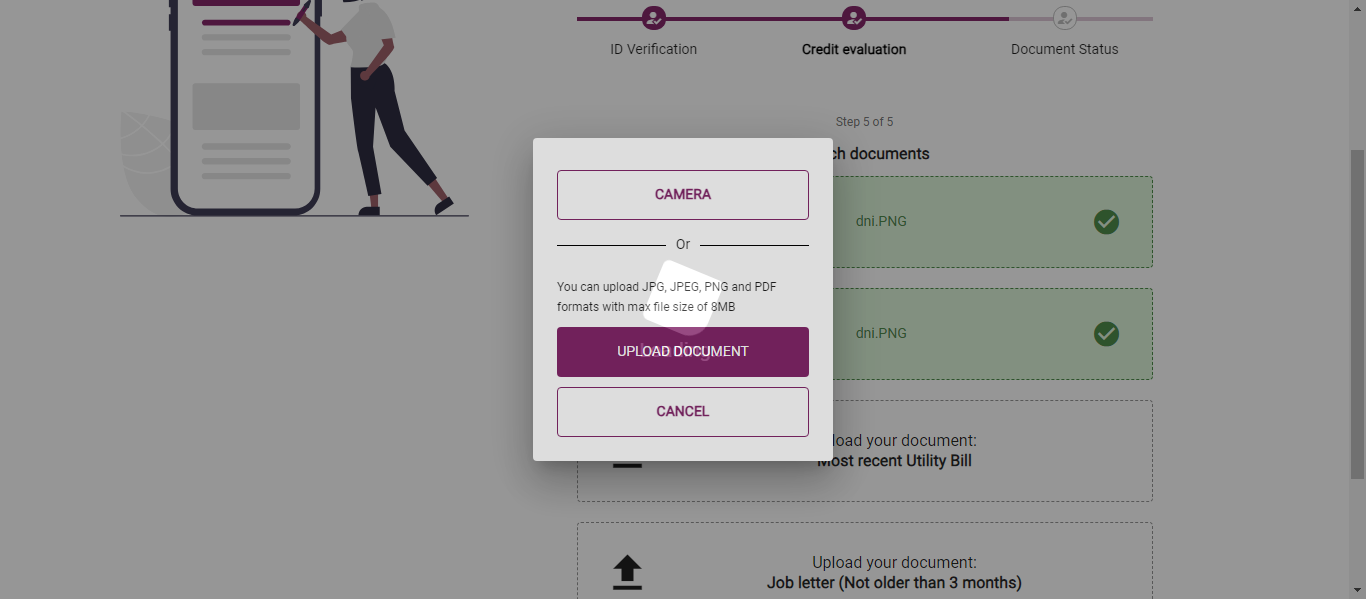 ID Verification
Credit evaluation
Document Status
Step 5 of 5
ch documents
dni.PNG
dni.PNG
CAMERA
Or
You can upload JPG, JPEG, PNG and PDF
formats with max file size of 8MB
UPLOAD DOCUMENT
CANCEL
load your document:
Most recent Utility Bill
Upload your document:
Job letter (Not older than 3 months)